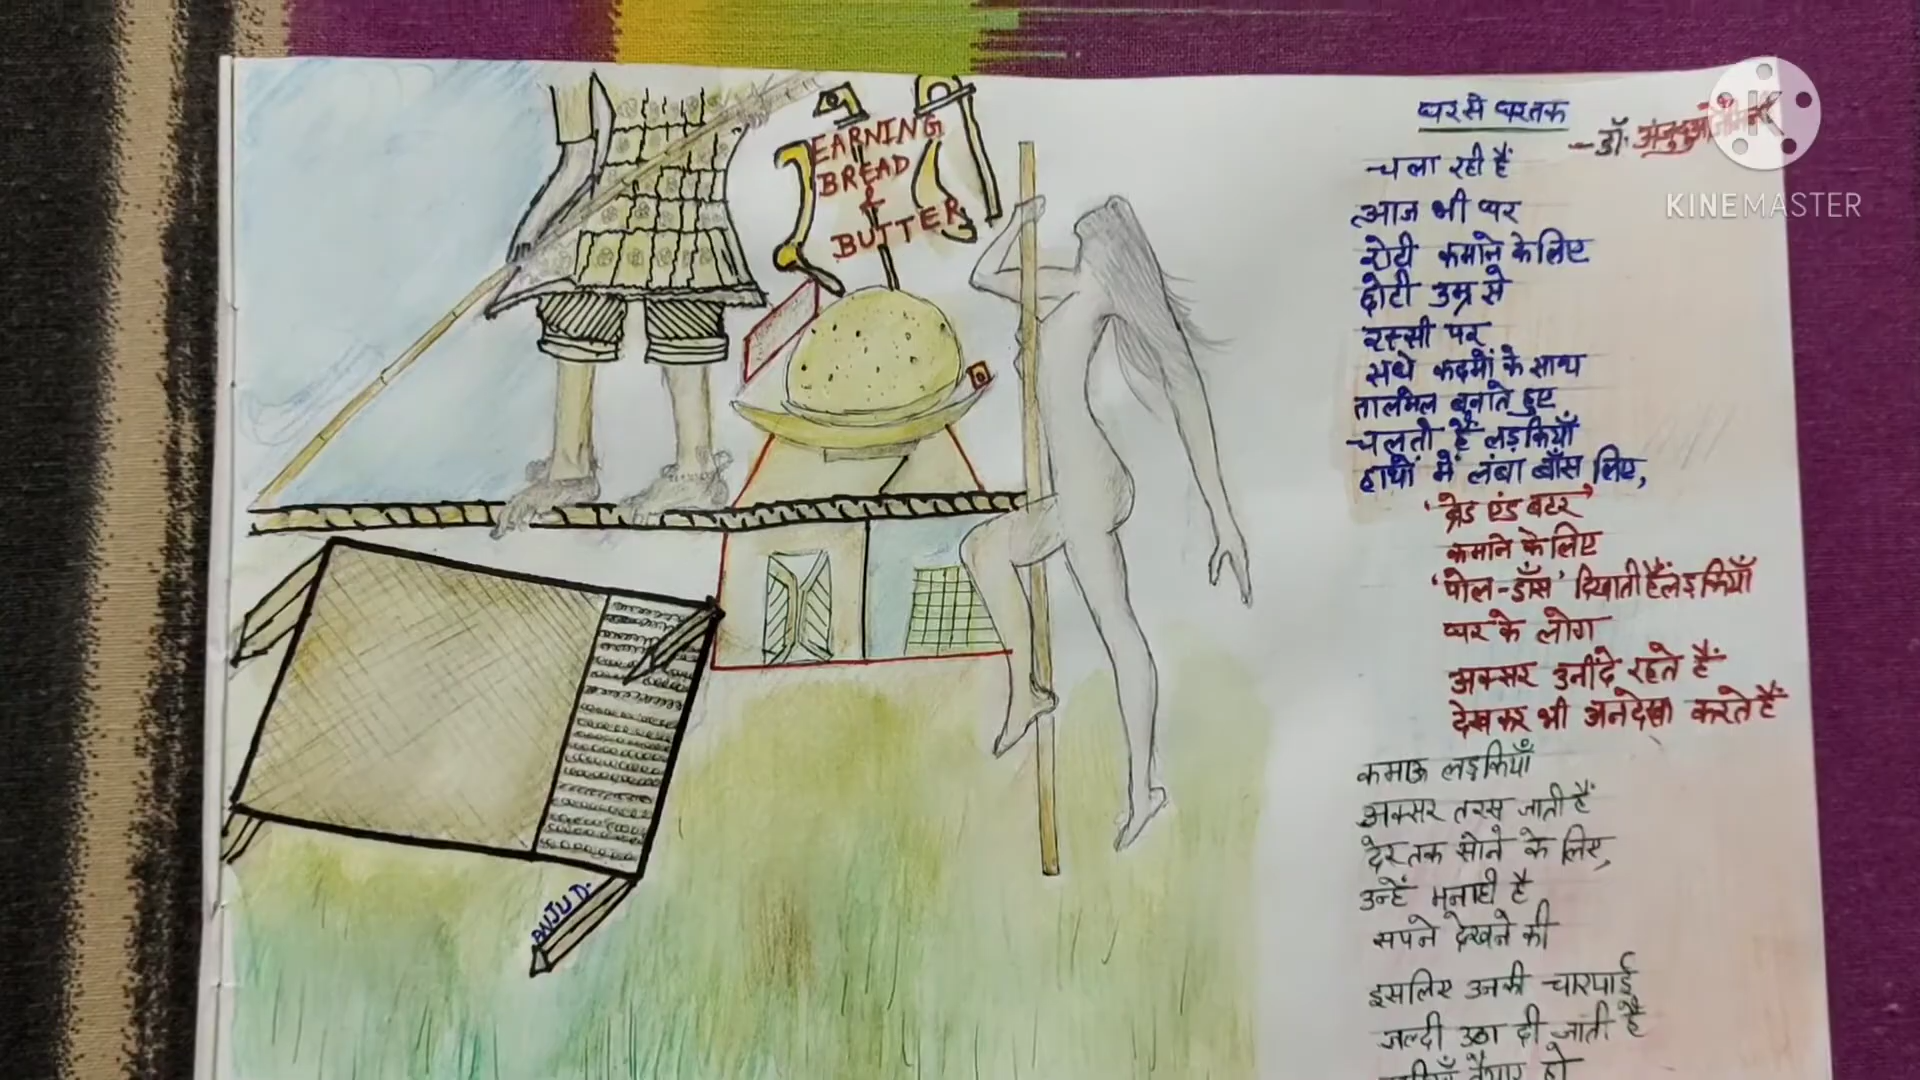 EARNING
BREAD
&
BUTTER
ANJU D.
घर से घर तक
- डॉ. अंजु
KINEMASTER
चला रही हैं
आज भी घर
रोटी कमाने के लिए
छोटी उम्र से
रस्सी पर
सधे कदमों के साथ
तालमेल बनाते हुए
चलती हैं लड़कियाँ
हाथों में लंबा बाँस लिए,
'ब्रेड एंड बटर'
कमाने के लिए
'पोल-डाँस' दिखाती हैं लड़कियाँ
घर के लोग
अक्सर उनींदे रहते हैं
देखकर भी अनदेखा करते हैं
कमाऊ लड़कियाँ
अक्सर तरस जाती हैं
देर तक सोने के लिए,
उन्हें मनाही है
सपने देखने की
इसलिए उनकी चारपाई
जल्दी उठा दी जाती है